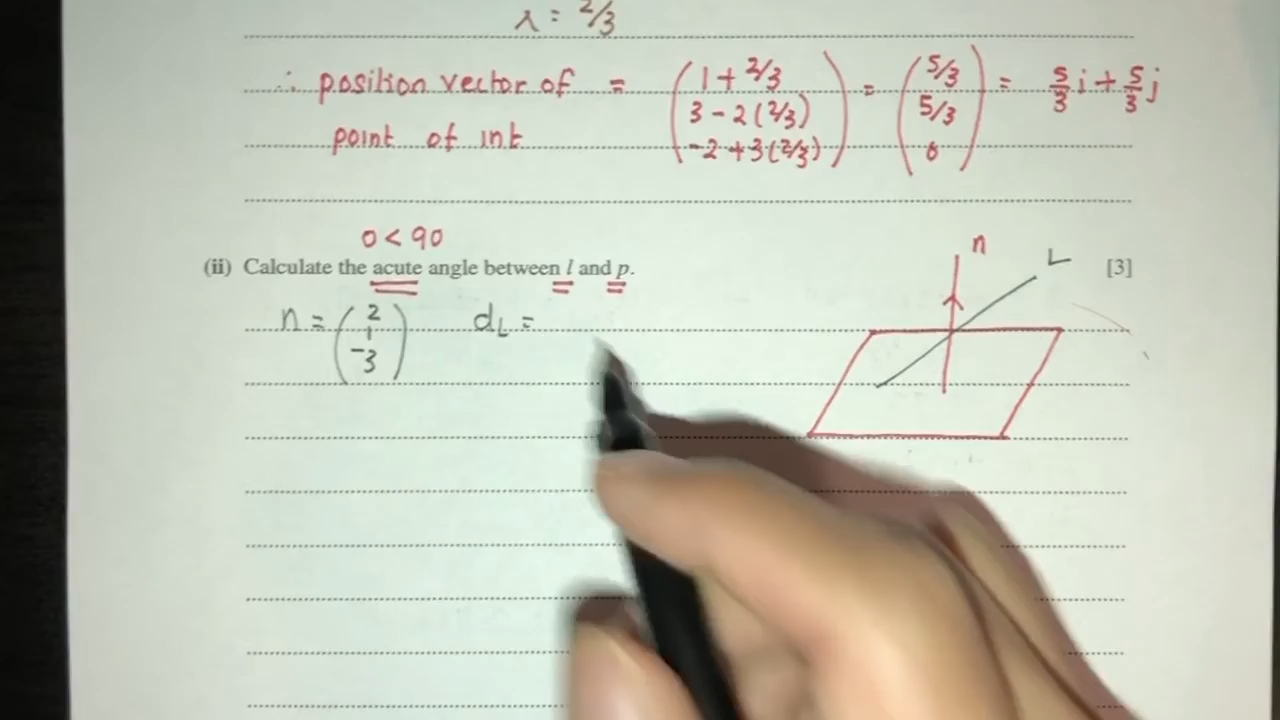 λ = 2/3
∴ position vector of = (1 + 2/3
3 - 2(2/3)
-2 + 3(2/3)) = (5/3
5/3
0) = 5/3 i + 5/3 j
point of int
0 < 90
(ii) Calculate the acute angle between l and p. [3]
n = (2
1
-3) d_L =
n
L